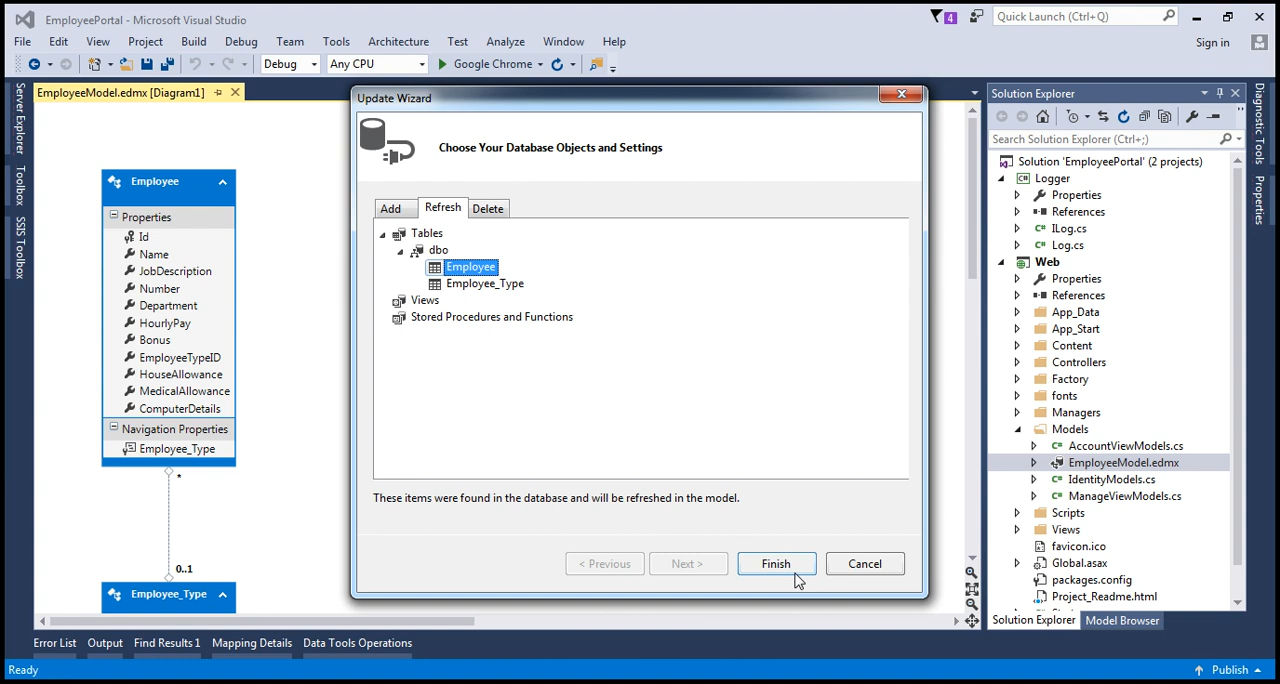 EmployeePortal - Microsoft Visual Studio
4
Quick Launch (Ctrl+Q)
File Edit View Project Build Debug Team Tools Architecture Test Analyze Window Help
Sign in
Debug Any CPU Google Chrome
Server Explorer
Toolbox
SSIS Toolbox
EmployeeModel.edmx [Diagram1]
Employee
Properties
Id
Name
JobDescription
Number
Department
HourlyPay
Bonus
EmployeeTypeID
HouseAllowance
MedicalAllowance
ComputerDetails
Navigation Properties
Employee_Type
*
0..1
Employee_Type
Update Wizard
Choose Your Database Objects and Settings
Add Refresh Delete
Tables
dbo
Employee
Employee_Type
Views
Stored Procedures and Functions
These items were found in the database and will be refreshed in the model.
< Previous Next > Finish Cancel
Solution Explorer
Search Solution Explorer (Ctrl+;)
Solution 'EmployeePortal' (2 projects)
Logger
Properties
References
ILog.cs
Log.cs
Web
Properties
References
App_Data
App_Start
Content
Controllers
Factory
fonts
Managers
Models
AccountViewModels.cs
EmployeeModel.edmx
IdentityModels.cs
ManageViewModels.cs
Scripts
Views
favicon.ico
Global.asax
packages.config
Project_Readme.html
Solution Explorer Model Browser
Diagnostic Tools
Properties
Error List Output Find Results 1 Mapping Details Data Tools Operations
Ready
Publish